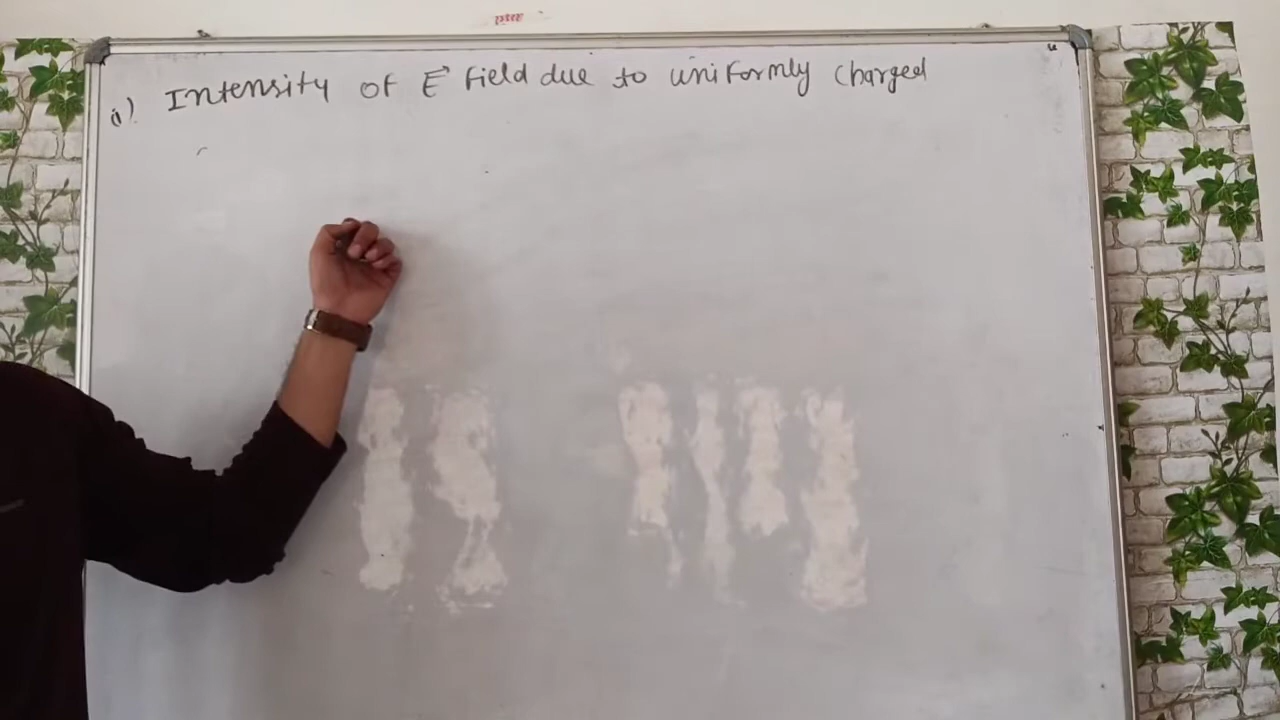 a) Intensity of E⃗ Field due to uniformly charged